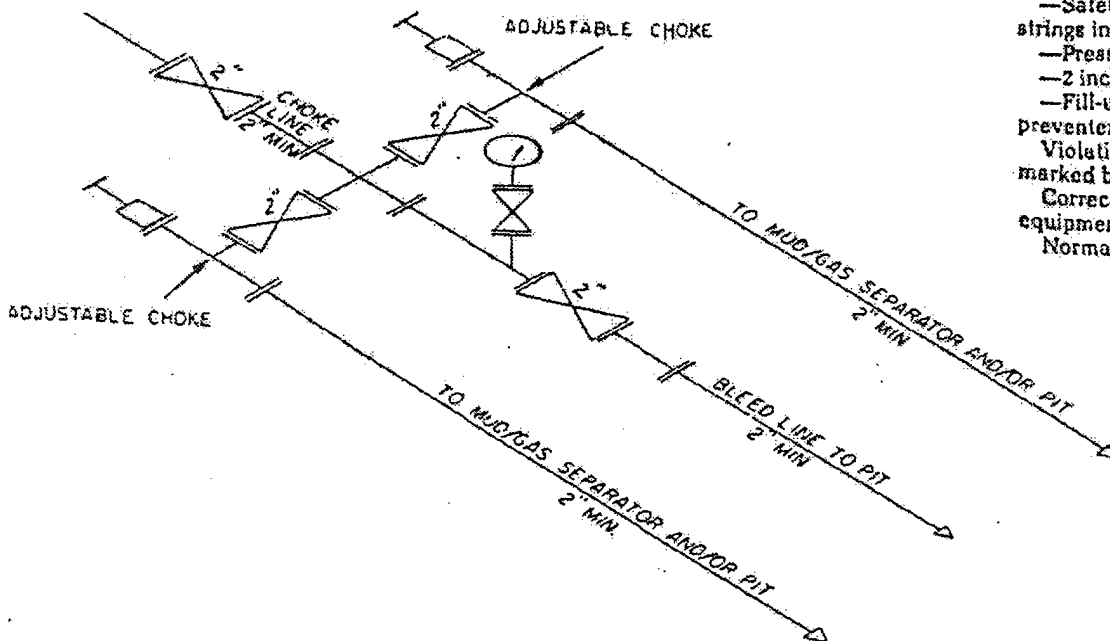 ADJUSTABLE CHOKE
2"
CHOKE
LINE
2" MIN
2"
2"
ADJUSTABLE CHOKE
2"
TO MUD/GAS SEPARATOR AND/OR PIT
2" MIN
BLEED LINE TO PIT
2" MIN
TO MUD/GAS SEPARATOR AND/OR PIT
2" MIN.
strings in
—2 inc
—Fill-u
Violati
marked b
Correc
equipmen
Norma